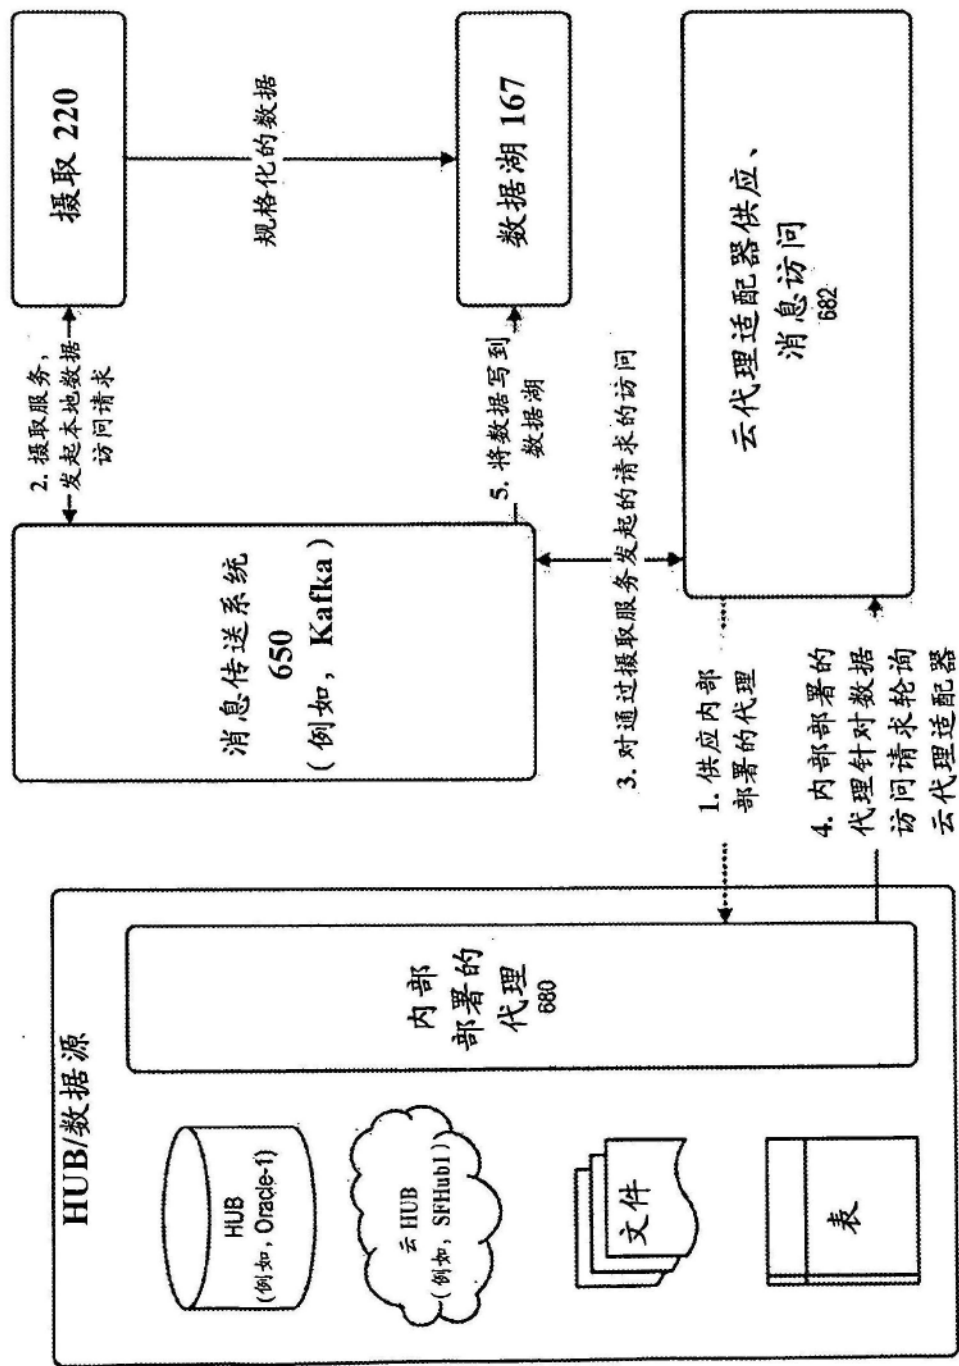 HUB/数据源
HUB
(例如，Oracle-1)
云HUB
(例如，SFHub1)
文件
表
内部
部署的
代理
680
消息传送系统
650
(例如，Kafka)
2. 摄取服务，
发起本地数据
访问请求
摄取 220
规格化的数据
数据湖 167
5. 将数据写到
数据湖
3. 对通过摄取服务发起的请求的访问
1. 供应内部
部署的代理
4. 内部部署的
代理针对数据
访问请求轮询
云代理适配器
云代理适配器供应、
消息访问
682